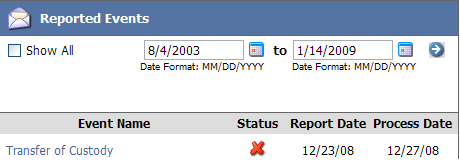 Reported Events
Show All 8/4/2003 to 1/14/2009
Date Format: MM/DD/YYYY Date Format: MM/DD/YYYY
Event Name Status Report Date Process Date
Transfer of Custody 12/23/08 12/27/08